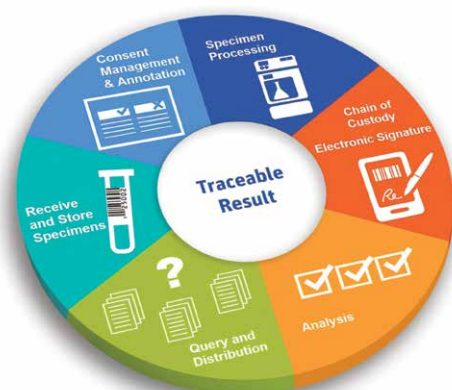 Consent
Management
& Annotation
Specimen
Processing
Chain of
Custody
Electronic Signature
Re
Traceable
Result
Receive
and Store
Specimens
?
Query and
Distribution
Analysis